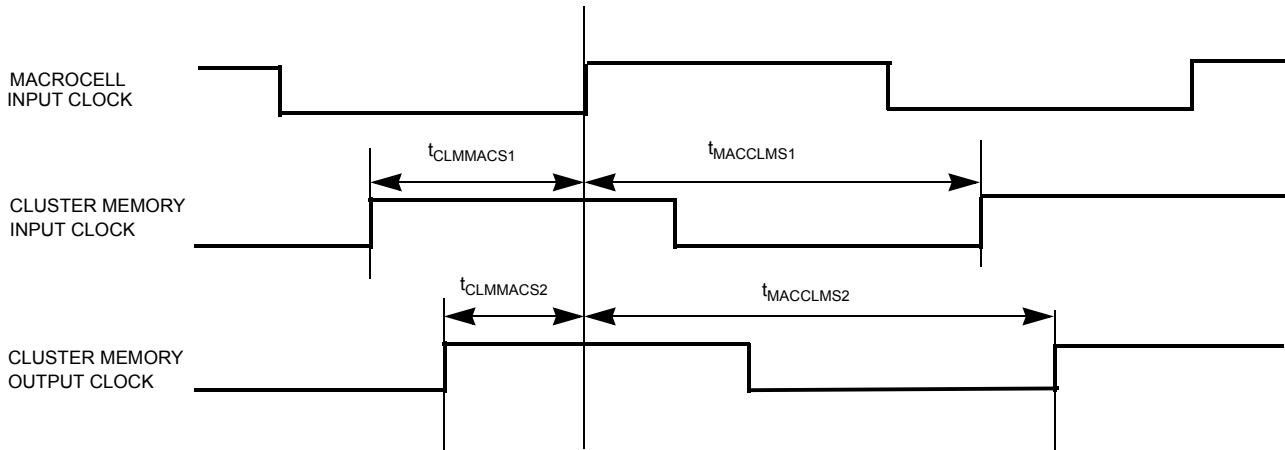 MACROCELL
INPUT CLOCK
tCLMMACS1
tMACCLMS1
CLUSTER MEMORY
INPUT CLOCK
tCLMMACS2
tMACCLMS2
CLUSTER MEMORY
OUTPUT CLOCK